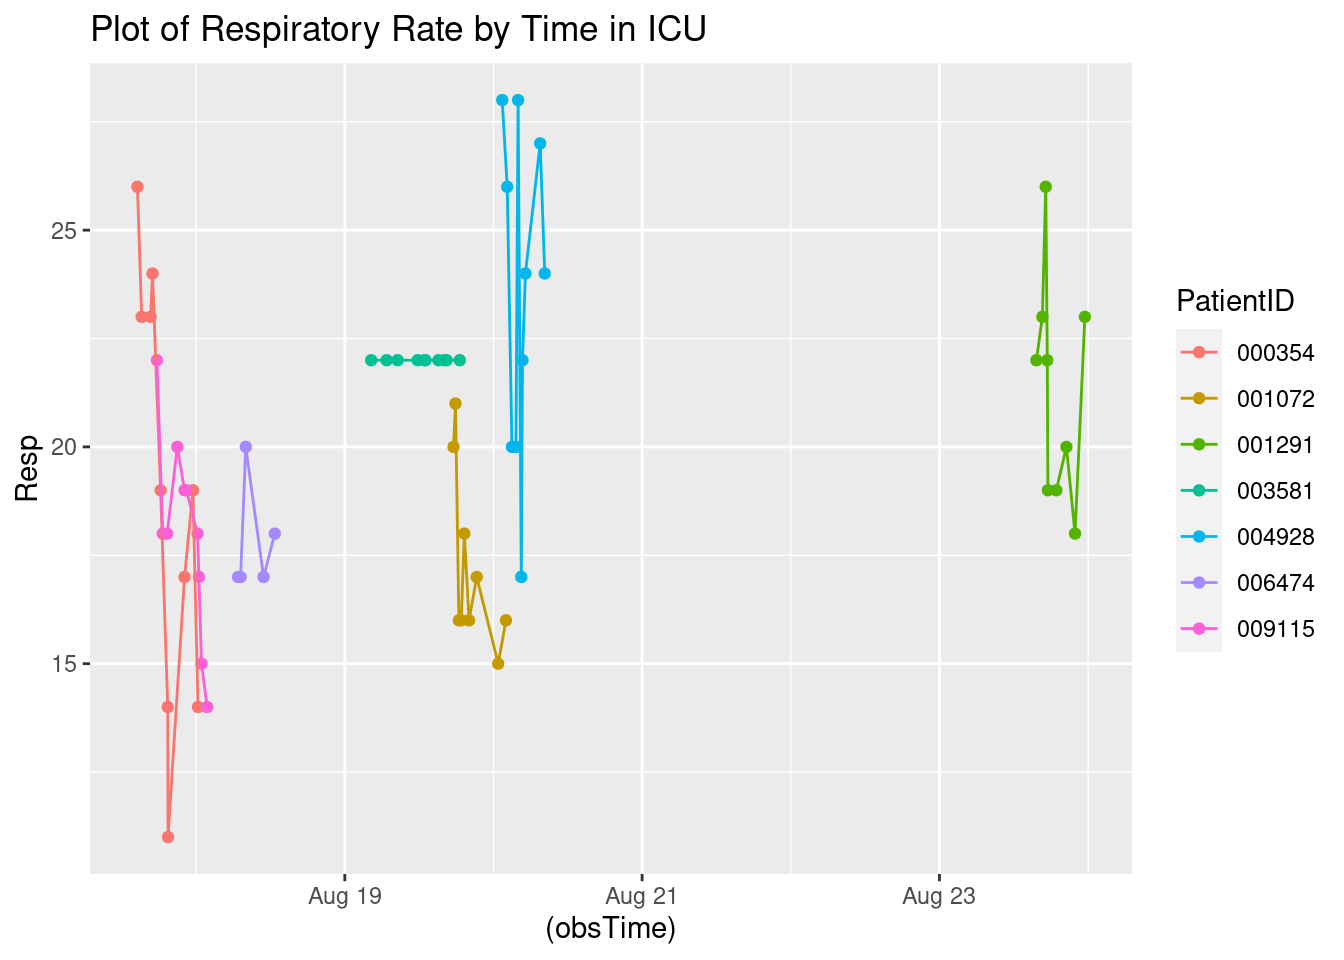 Plot of Respiratory Rate by Time in ICU
25
20
15
Resp
Aug 19
Aug 21
Aug 23
(obsTime)
PatientID
000354
001072
001291
003581
004928
006474
009115